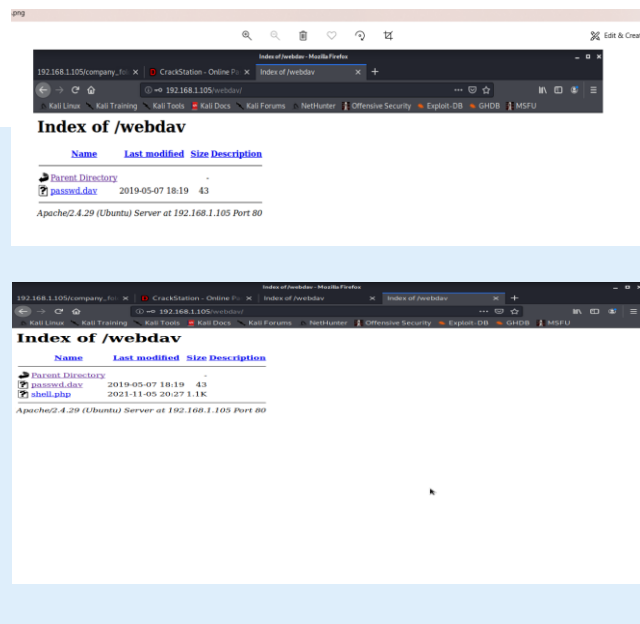 .png
Edit & Creat
Index of /webdav - Mozilla Firefox
192.168.1.105/company_fol CrackStation - Online Pa Index of /webdav
192.168.1.105/webdav/
Kali Linux Kali Training Kali Tools Kali Docs Kali Forums NetHunter Offensive Security Exploit-DB GHDB MSFU
Index of /webdav
Name Last modified Size Description
Parent Directory -
passwd.dav 2019-05-07 18:19 43
Apache/2.4.29 (Ubuntu) Server at 192.168.1.105 Port 80
Index of /webdav - Mozilla Firefox
192.168.1.105/company_fol CrackStation - Online Pa Index of /webdav Index of /webdav
192.168.1.105/webdav/
Kali Linux Kali Training Kali Tools Kali Docs Kali Forums NetHunter Offensive Security Exploit-DB GHDB MSFU
Index of /webdav
Name Last modified Size Description
Parent Directory -
passwd.dav 2019-05-07 18:19 43
shell.php 2021-11-05 20:27 1.1K
Apache/2.4.29 (Ubuntu) Server at 192.168.1.105 Port 80